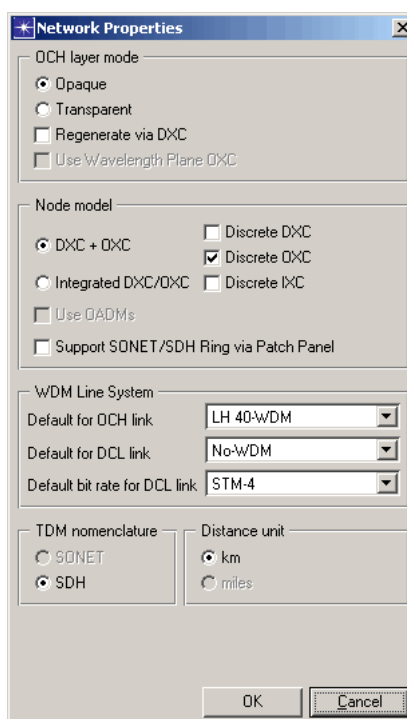 Network Properties
OCH layer mode
Opaque
Transparent
Regenerate via DXC
Use Wavelength Plane OXC
Node model
DXC + OXC
Integrated DXC/OXC
Discrete DXC
Discrete OXC
Discrete IXC
Use OADMs
Support SONET/SDH Ring via Patch Panel
WDM Line System
Default for OCH link LH 40-WDM
Default for DCL link No-WDM
Default bit rate for DCL link STM-4
TDM nomenclature
SONET
SDH
Distance unit
km
miles
OK Cancel